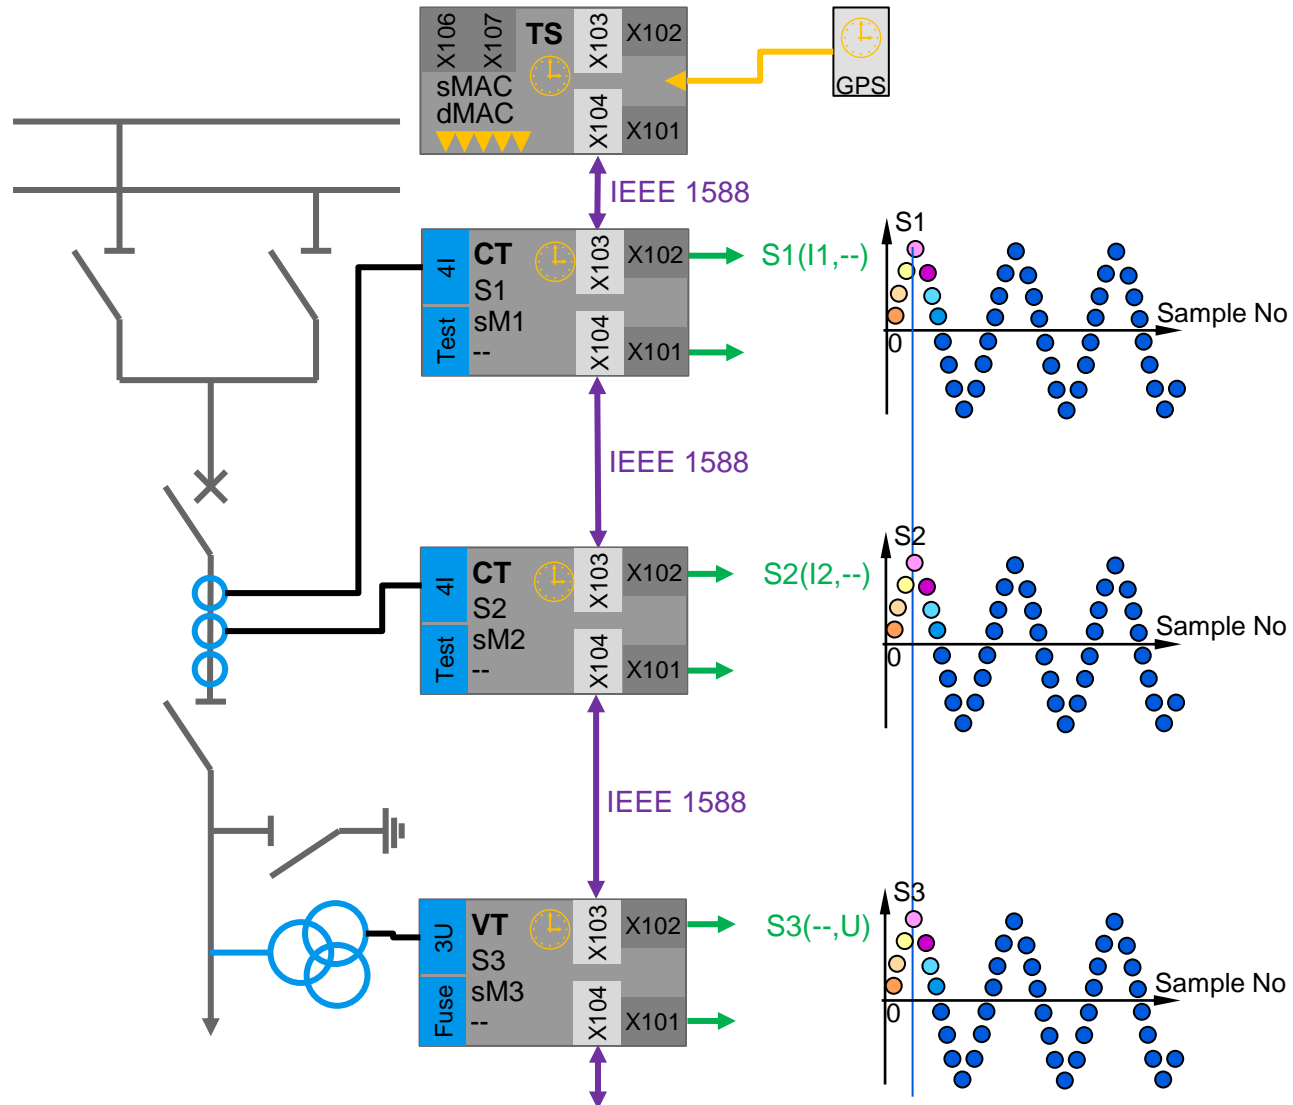 X106
X107
TS
X103
X102
sMAC
dMAC
X104
X101
GPS
IEEE 1588
4I
CT
S1
sM1
--
Test
X103
X102
X104
X101
S1(I1,--)
S1
Sample No
0
IEEE 1588
4I
CT
S2
sM2
--
Test
X103
X102
X104
X101
S2(I2,--)
S2
Sample No
0
IEEE 1588
3U
VT
S3
sM3
--
Fuse
X103
X102
X104
X101
S3(--,U)
S3
Sample No
0